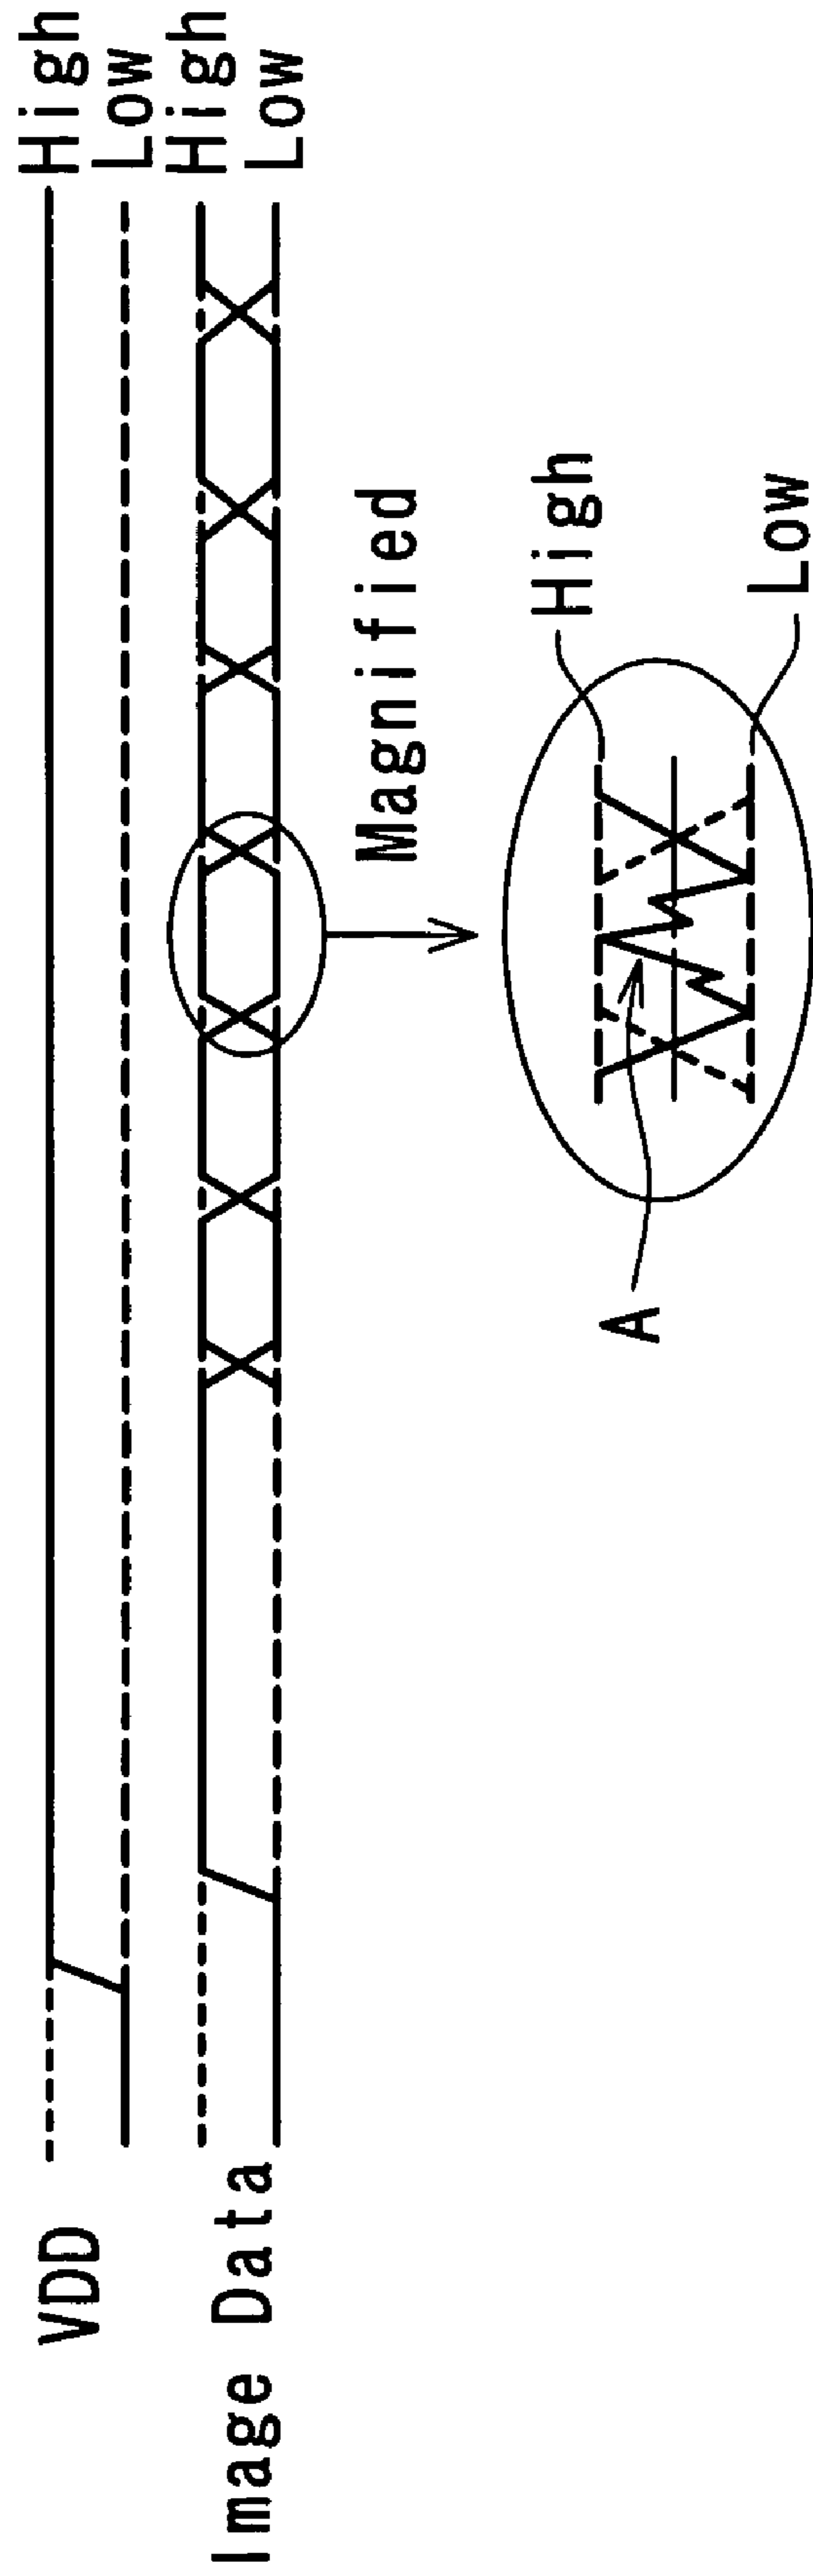 VDD
High
Low
Image Data
High
Low
Magnified
High
Low
A